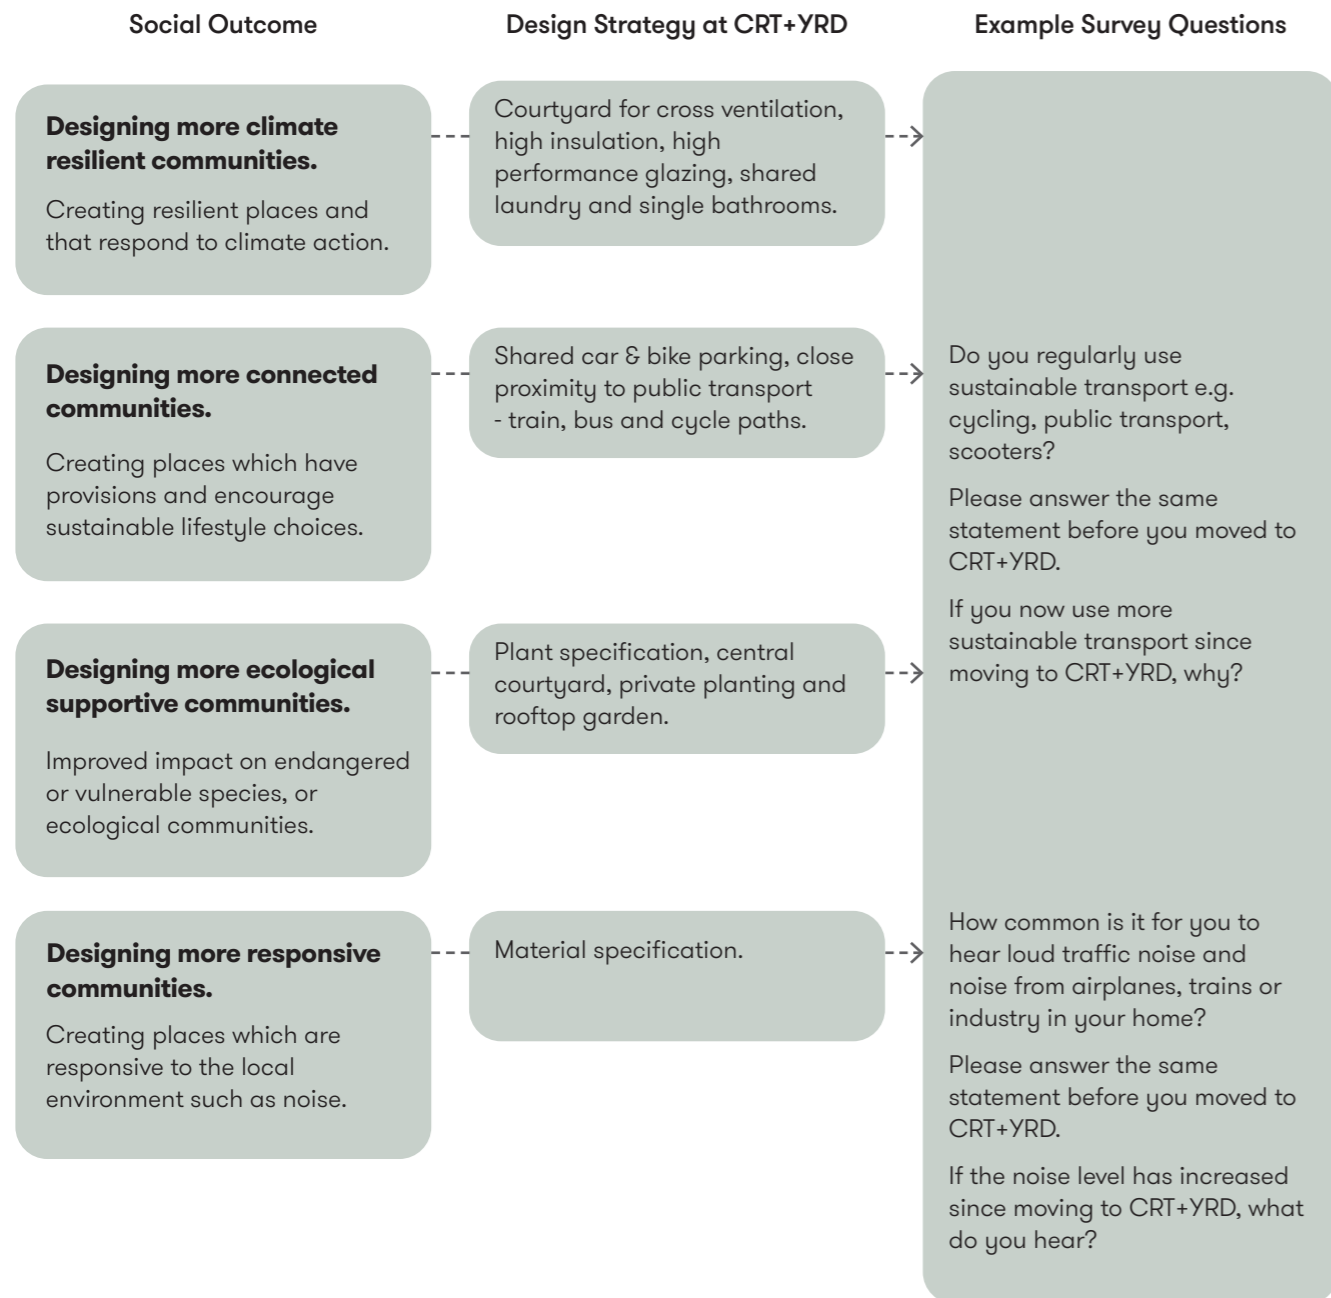 Social Outcome
Design Strategy at CRT+YRD
Example Survey Questions
Designing more climate
resilient communities.
Creating resilient places and
that respond to climate action.
Courtyard for cross ventilation,
high insulation, high
performance glazing, shared
laundry and single bathrooms.
Designing more connected
communities.
Creating places which have
provisions and encourage
sustainable lifestyle choices.
Shared car & bike parking, close
proximity to public transport
- train, bus and cycle paths.
Do you regularly use
sustainable transport e.g.
cycling, public transport,
scooters?
Please answer the same
statement before you moved to
CRT+YRD.
If you now use more
sustainable transport since
moving to CRT+YRD, why?
Designing more ecological
supportive communities.
Improved impact on endangered
or vulnerable species, or
ecological communities.
Plant specification, central
courtyard, private planting and
rooftop garden.
Designing more responsive
communities.
Creating places which are
responsive to the local
environment such as noise.
Material specification.
How common is it for you to
hear loud traffic noise and
noise from airplanes, trains or
industry in your home?
Please answer the same
statement before you moved to
CRT+YRD.
If the noise level has increased
since moving to CRT+YRD, what
do you hear?